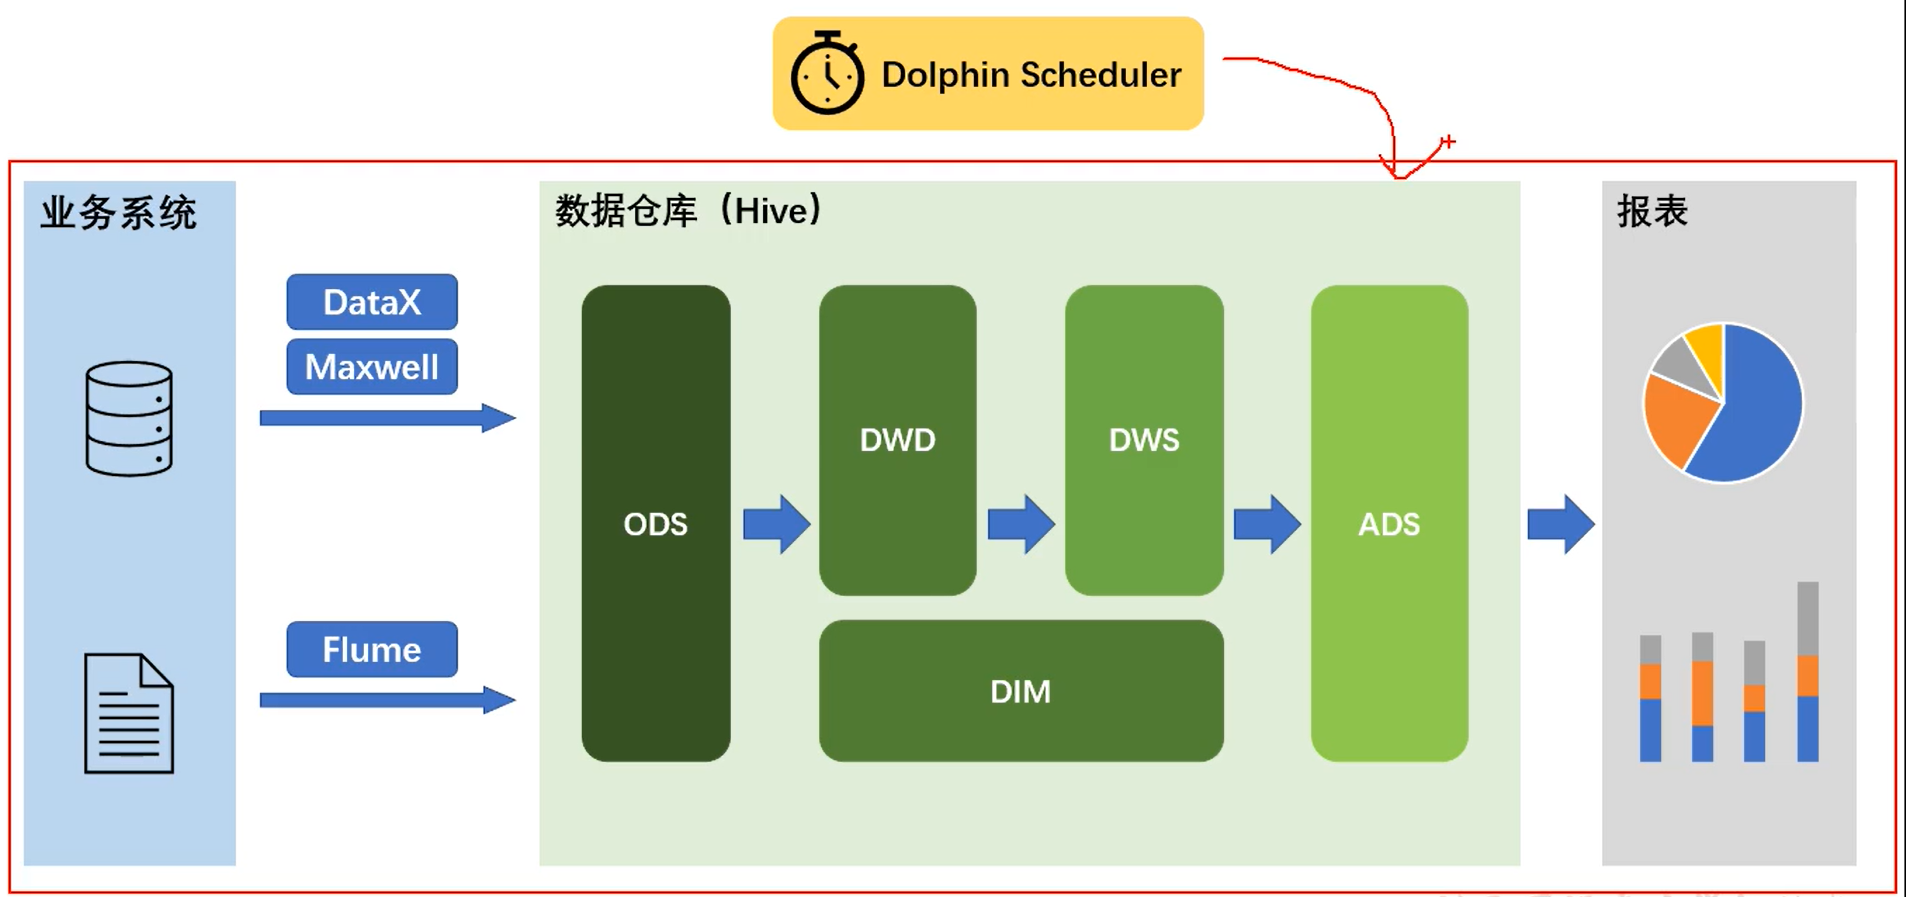 Dolphin Scheduler
业务系统
数据仓库（Hive）
报表
DataX
Maxwell
Flume
ODS
DWD
DWS
ADS
DIM